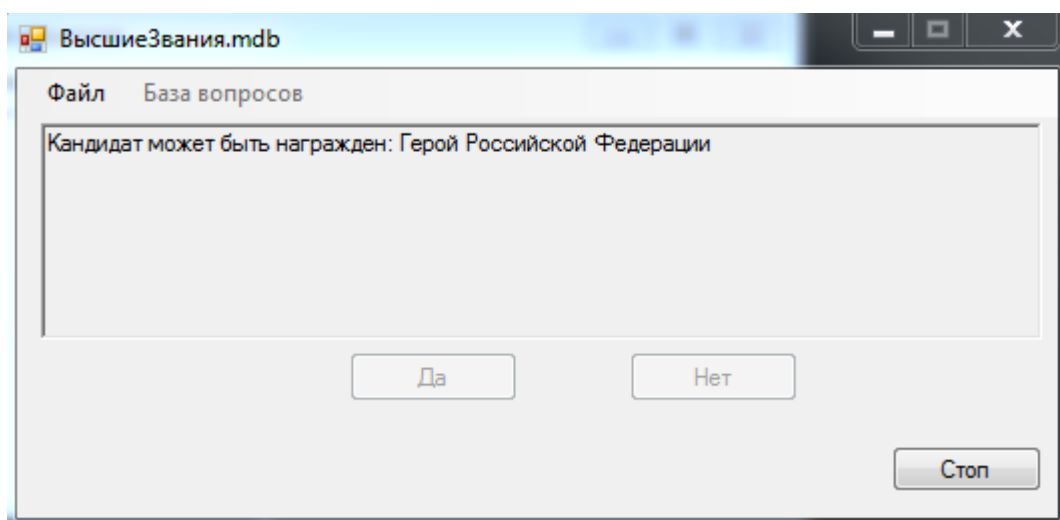 ВысшиеЗвания.mdb
Файл База вопросов
Кандидат может быть награжден: Герой Российской Федерации
Да Нет
Стоп